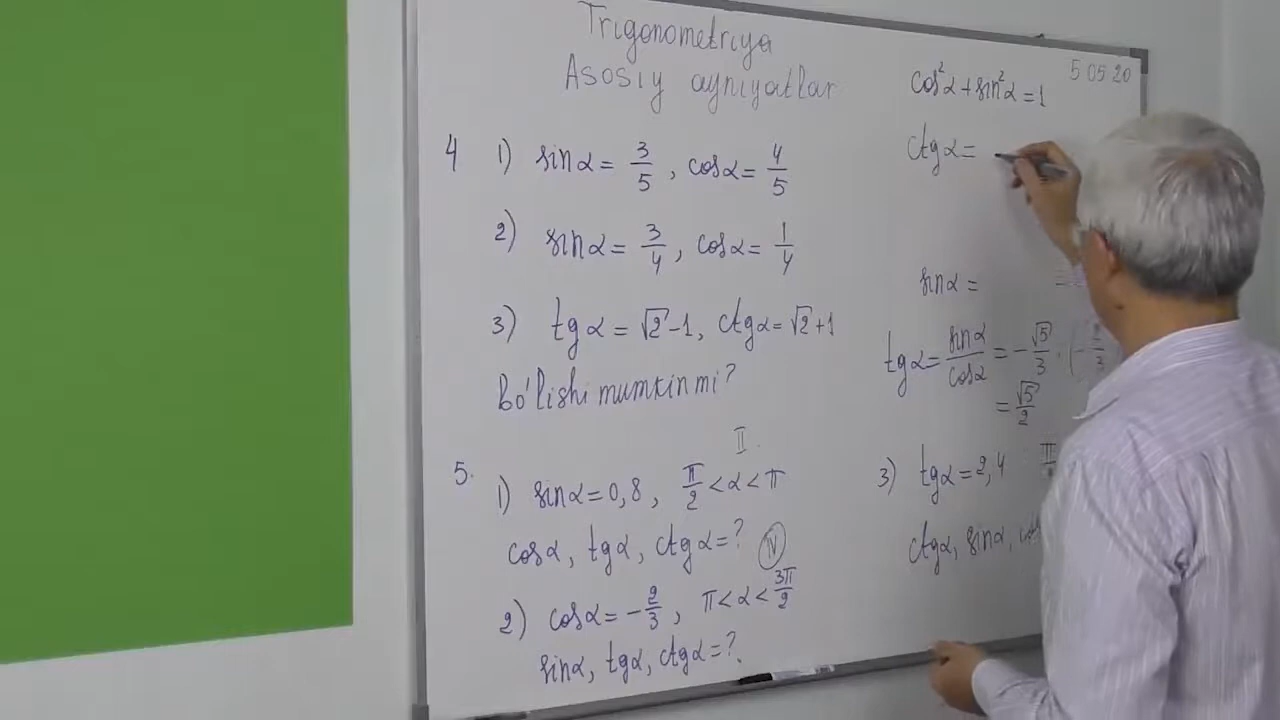 Trigonometriya
Asosiy ayniyatlar
5 05 20
4 1) sinα = 3/5 , cosα = 4/5
2) sinα = 3/4 , cosα = 1/4
3) tgα = √2-1, ctgα = √2+1
Bo'lishi mumkinmi?
II
5. 1) sinα=0,8 , π/2 < α < π
cosα, tgα, ctgα=?
IV
2) cosα = -2/3 , π < α < 3π/2
sinα, tgα, ctgα=?
cos²α + sin²α = 1
ctgα =
sinα =
tgα = sinα/cosα = -√5/3 :
= √5/2
3) tgα = 2,4
ctgα, sinα,